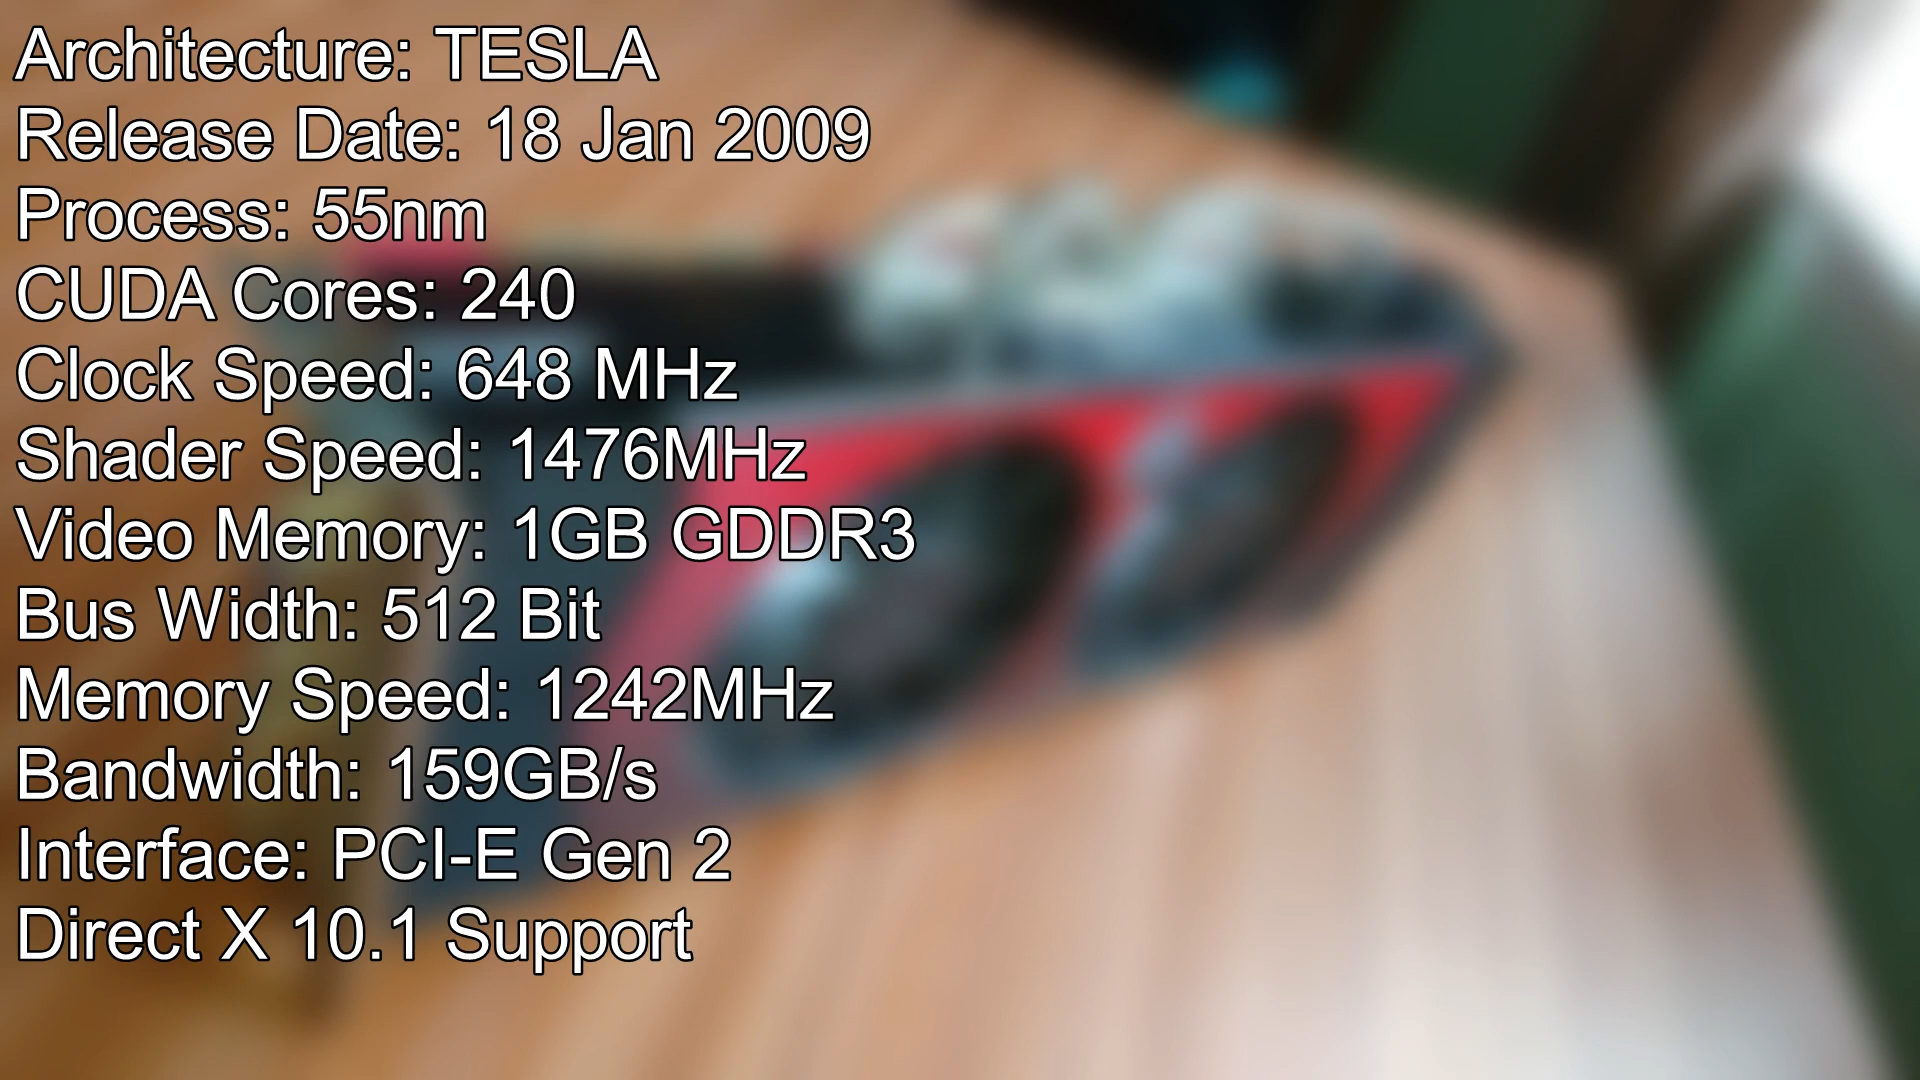 Architecture: TESLA
Release Date: 18 Jan 2009
Process: 55nm
CUDA Cores: 240
Clock Speed: 648 MHz
Shader Speed: 1476MHz
Video Memory: 1GB GDDR3
Bus Width: 512 Bit
Memory Speed: 1242MHz
Bandwidth: 159GB/s
Interface: PCI-E Gen 2
Direct X 10.1 Support